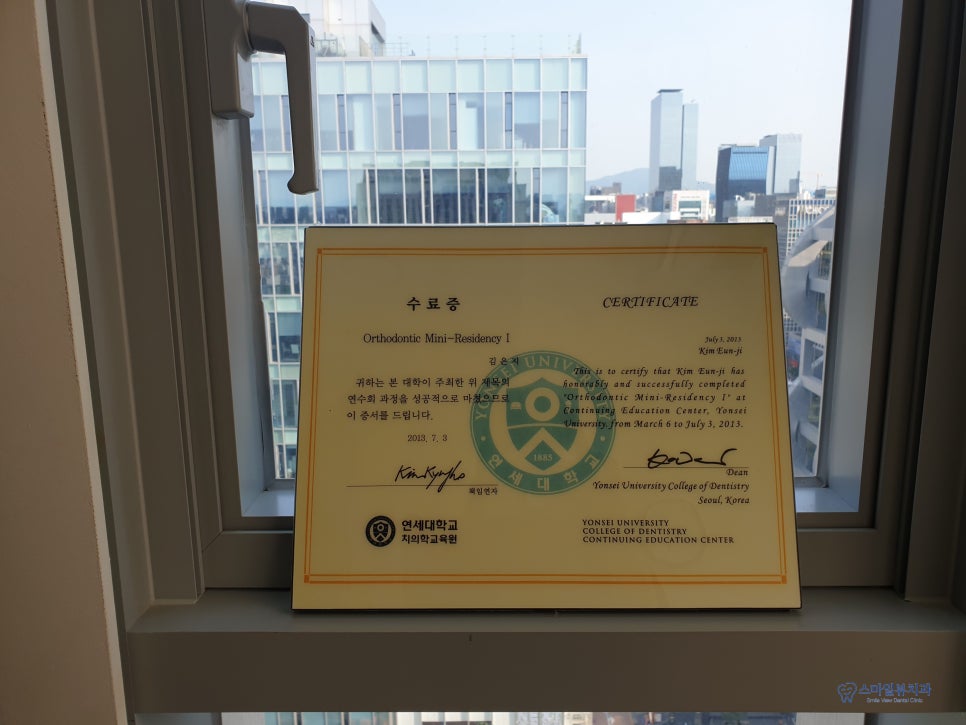 수료증
Orthodontic Mini-Residency I
김은지
귀하는 본 대학이 주최한 위 제목의
연수회 과정을 성공적으로 마쳤으므로
이 증서를 드립니다.
2013. 7. 3
책임연자
연세대학교
치의학교육원
CERTIFICATE
July 3, 2013
Kim Eun-ji
This is to certify that Kim Eun-ji has
honorably and successfully completed
"Orthodontic Mini-Residency I" at
Continuing Education Center, Yonsei
University. from March 6 to July 3, 2013.
Dean
Yonsei University College of Dentistry
Seoul, Korea
YONSEI UNIVERSITY
COLLEGE OF DENTISTRY
CONTINUING EDUCATION CENTER
YONSEI UNIVERSITY
1885
연세대학교
스마일뷰치과
Smile View Dental Clinic